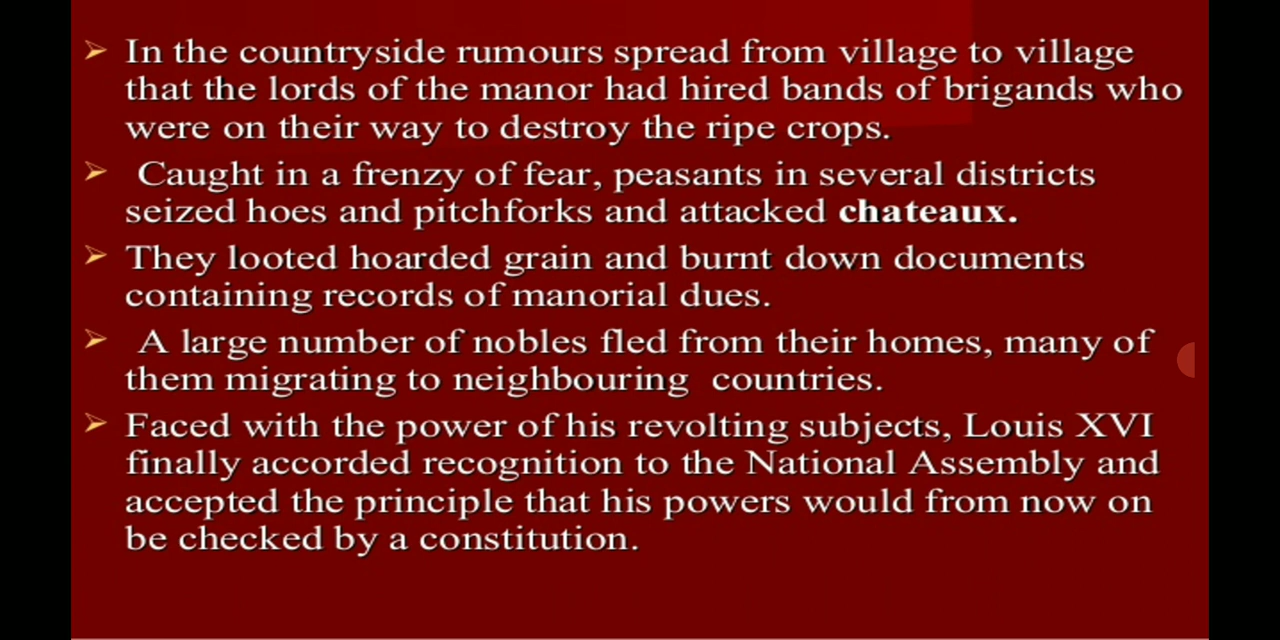 ➢ In the countryside rumours spread from village to village
that the lords of the manor had hired bands of brigands who
were on their way to destroy the ripe crops.
➢ Caught in a frenzy of fear, peasants in several districts
seized hoes and pitchforks and attacked chateaux.
➢ They looted hoarded grain and burnt down documents
containing records of manorial dues.
➢ A large number of nobles fled from their homes, many of
them migrating to neighbouring countries.
➢ Faced with the power of his revolting subjects, Louis XVI
finally accorded recognition to the National Assembly and
accepted the principle that his powers would from now on
be checked by a constitution.